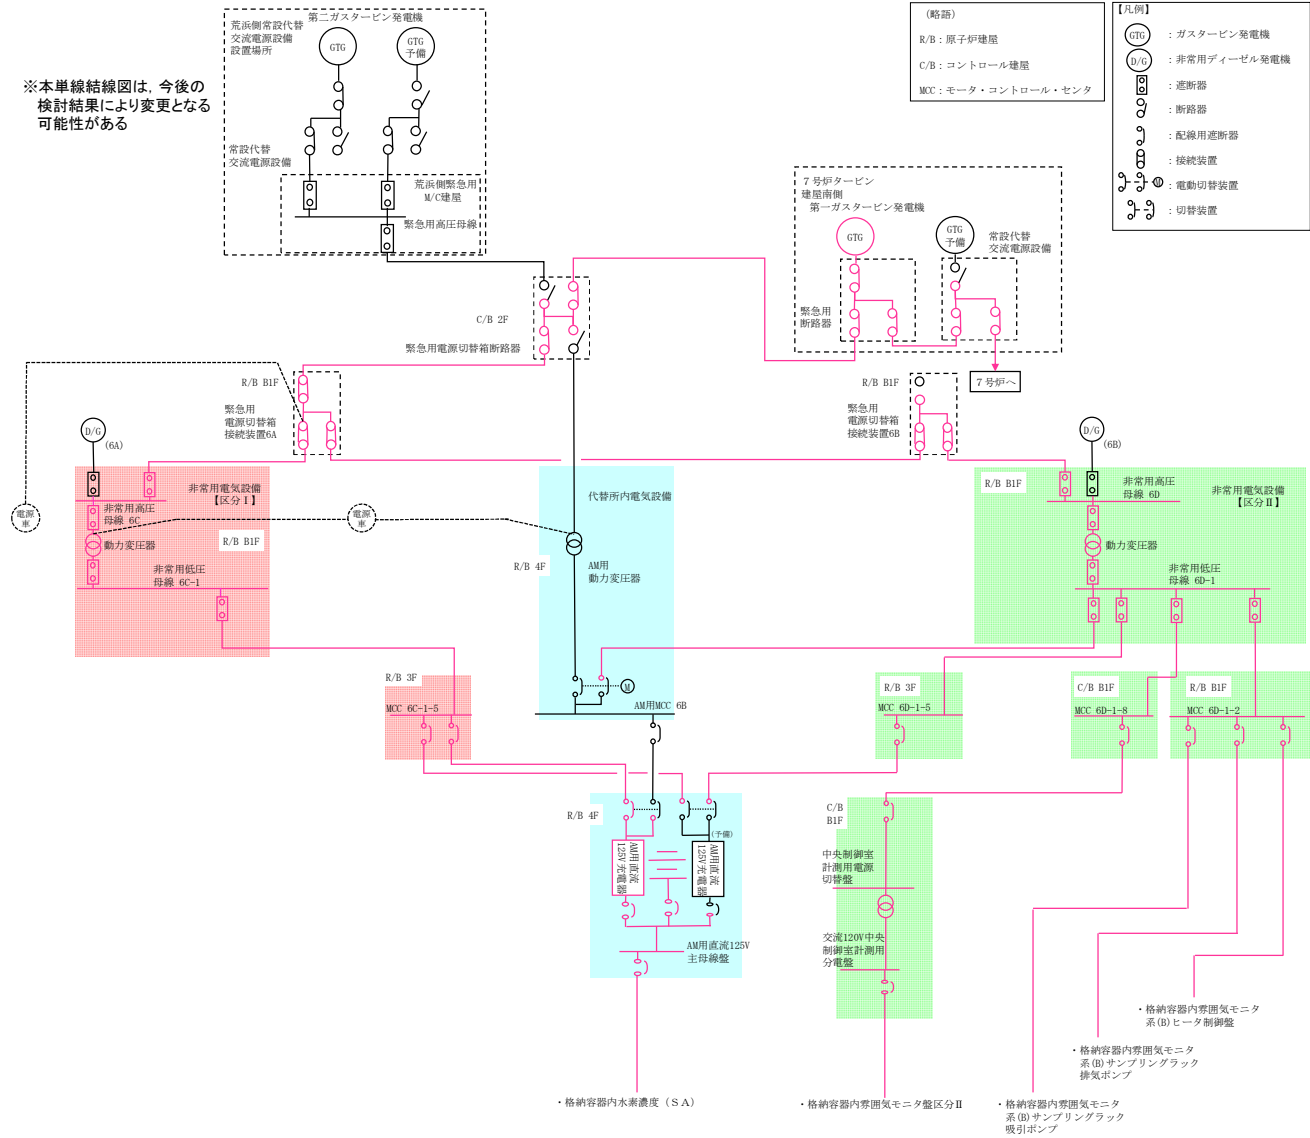 ※本単線結線図は，今後の
検討結果により変更となる
可能性がある
荒浜側常設代替
交流電源設備
設置場所
第二ガスタービン発電機
GTG
GTG
予備
常設代替
交流電源設備
荒浜側緊急用
M/C建屋
緊急用高圧母線
(略語)
R/B：原子炉建屋
C/B：コントロール建屋
MCC：モータ・コントロール・センタ
【凡例】
GTG ：ガスタービン発電機
D/G ：非常用ディーゼル発電機
：遮断器
：断路器
：配線用遮断器
：接続装置
M ：電動切替装置
：切替装置
7号炉タービン
建屋南側
第一ガスタービン発電機
GTG
GTG
予備
常設代替
交流電源設備
緊急用
断路器
7号炉へ
C/B 2F
緊急用電源切替箱断路器
R/B B1F
緊急用
電源切替箱
接続装置6A
R/B B1F
緊急用
電源切替箱
接続装置6B
D/G
(6A)
D/G
(6B)
電源
車
電源
車
非常用電気設備
【区分Ⅰ】
非常用高圧
母線 6C
R/B B1F
動力変圧器
非常用低圧
母線 6C-1
代替所内電気設備
R/B 4F
AM用
動力変圧器
M
AM用MCC 6B
R/B B1F
非常用高圧
母線 6D
非常用電気設備
【区分Ⅱ】
動力変圧器
非常用低圧
母線 6D-1
R/B 3F
MCC 6C-1-5
R/B 3F
MCC 6D-1-5
C/B B1F
MCC 6D-1-8
R/B B1F
MCC 6D-1-2
R/B 4F
(予備)
AM用直流
125V充電器
AM用直流
125V充電器
AM用直流125V
主母線盤
C/B
B1F
中央制御室
計測用電源
切替盤
交流120V中央
制御室計測用
分電盤
・格納容器内雰囲気モニタ
系(B)ヒータ制御盤
・格納容器内雰囲気モニタ
系(B)サンプリングラック
排気ポンプ
・格納容器内水素濃度（ＳＡ）
・格納容器内雰囲気モニタ盤区分Ⅱ
・格納容器内雰囲気モニタ
系(B)サンプリングラック
吸引ポンプ